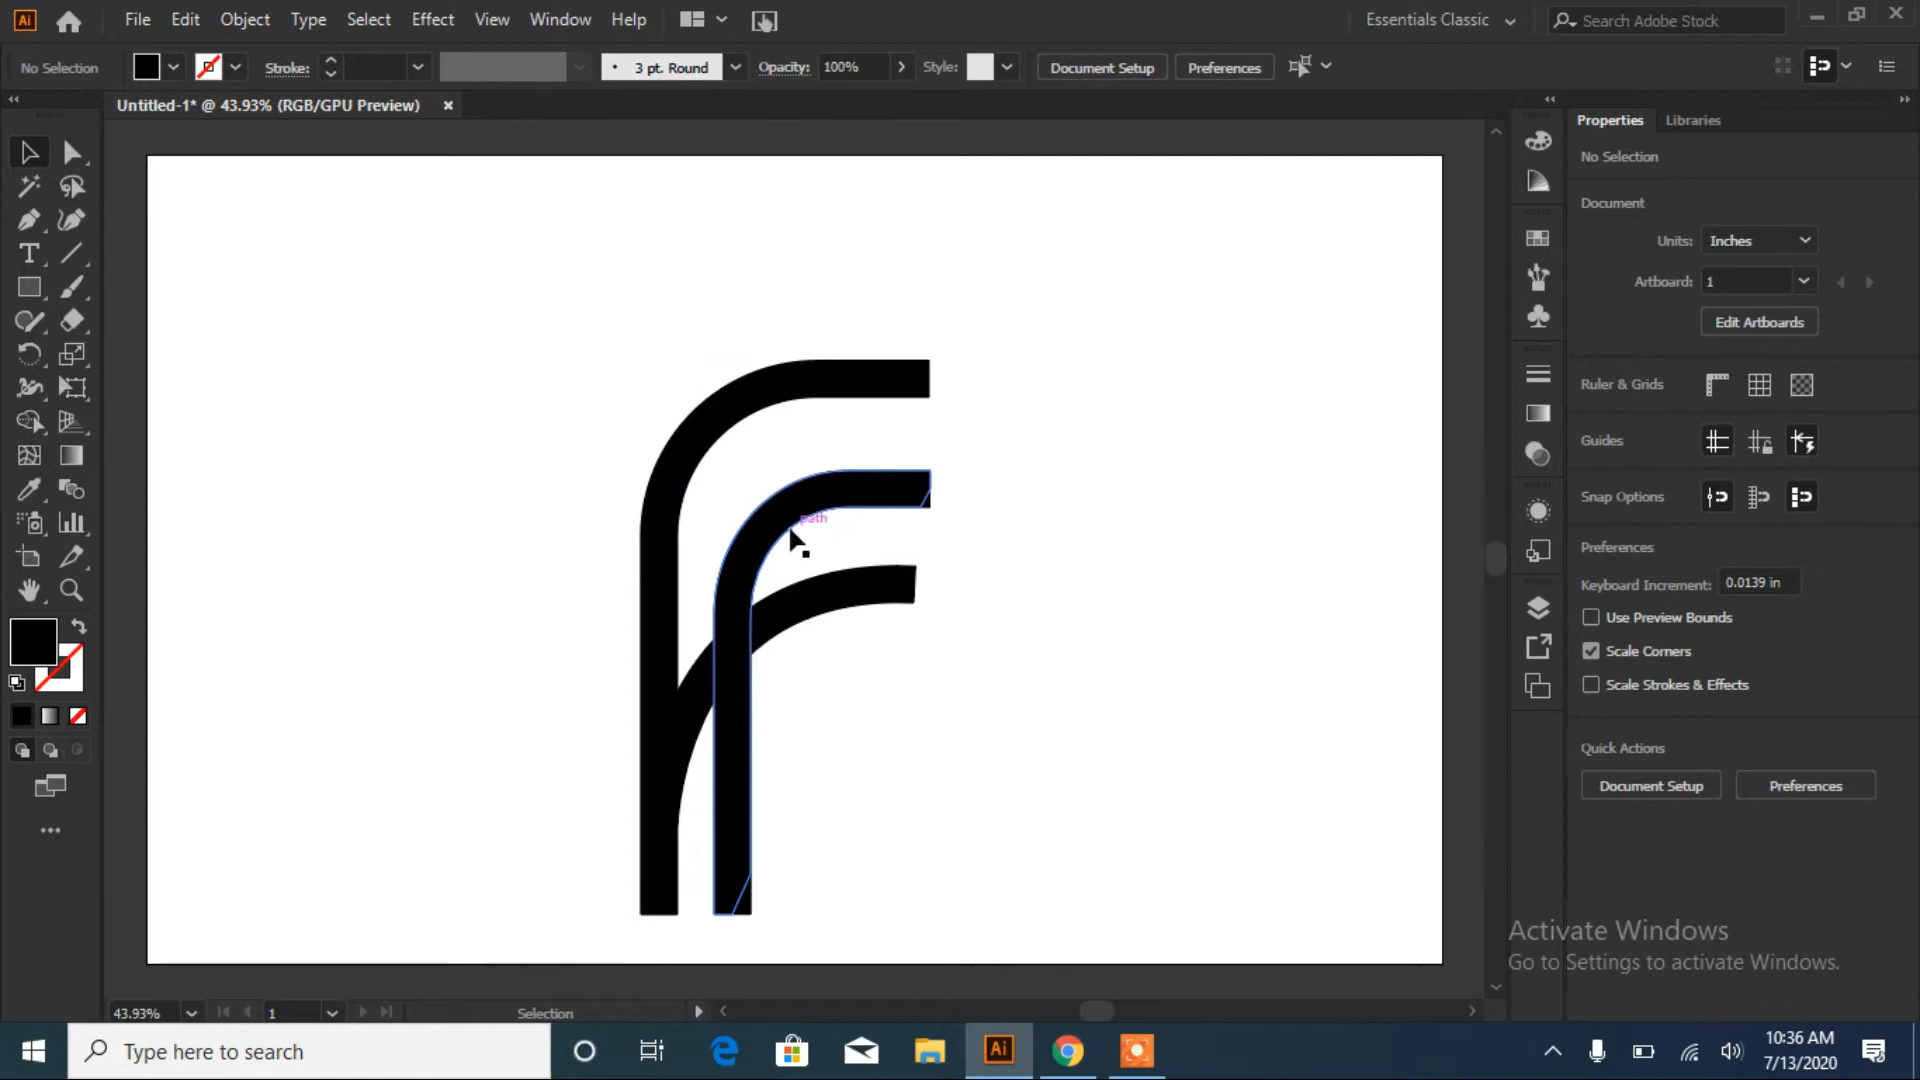 Ai File Edit Object Type Select Effect View Window Help Essentials Classic Search Adobe Stock
No Selection Stroke: 3 pt. Round Opacity: 100% Style: Document Setup Preferences
Untitled-1* @ 43.93% (RGB/GPU Preview)
Properties Libraries
No Selection
Document
Units: Inches
Artboard: 1
Edit Artboards
Ruler & Grids
Guides
Snap Options
path
Preferences
Keyboard Increment: 0.0139 in
Use Preview Bounds
Scale Corners
Scale Strokes & Effects
Quick Actions
Document Setup Preferences
Activate Windows
Go to Settings to activate Windows.
43.93% 1 Selection
Type here to search Ai
10:36 AM
7/13/2020